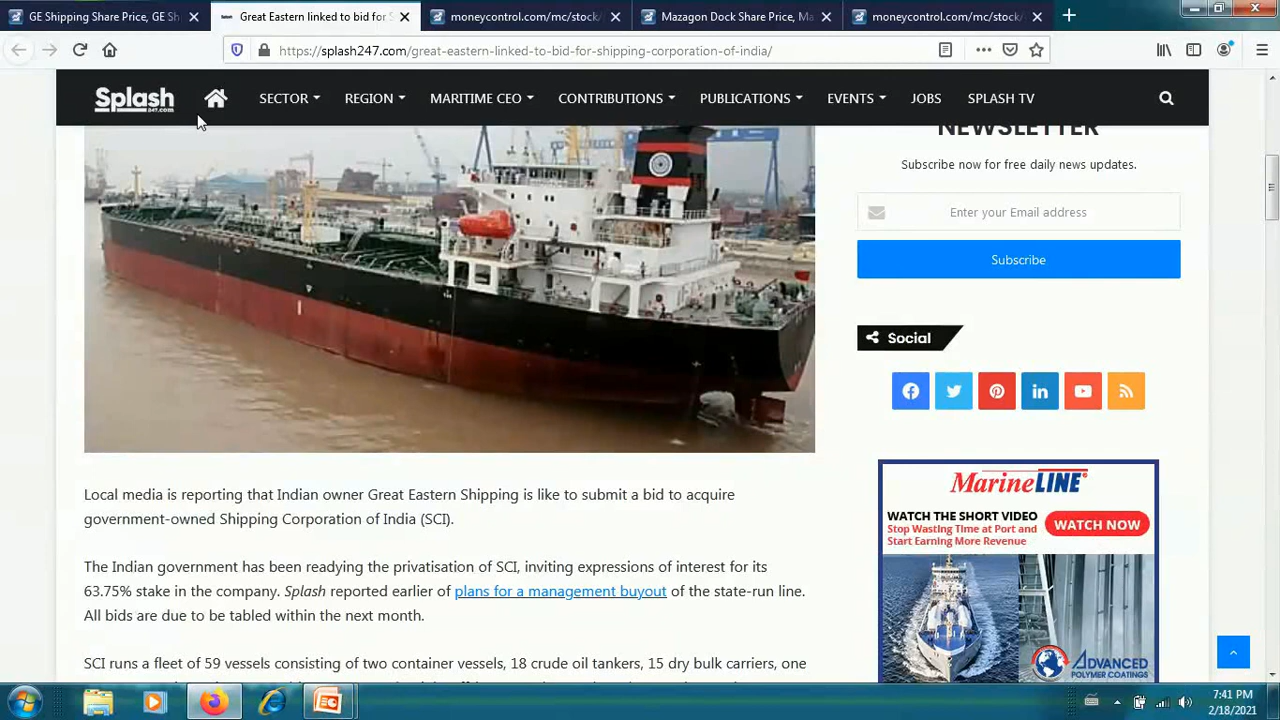 GE Shipping Share Price, GE Sh
Great Eastern linked to bid for S
moneycontrol.com/mc/stock/
Mazagon Dock Share Price, Ma
moneycontrol.com/mc/stock/
https://splash247.com/great-eastern-linked-to-bid-for-shipping-corporation-of-india/
Splash
247.com
SECTOR
REGION
MARITIME CEO
CONTRIBUTIONS
PUBLICATIONS
EVENTS
JOBS
SPLASH TV
NEWSLETTER
Subscribe now for free daily news updates.
Enter your Email address
Subscribe
Social
Local media is reporting that Indian owner Great Eastern Shipping is like to submit a bid to acquire
government-owned Shipping Corporation of India (SCI).
The Indian government has been readying the privatisation of SCI, inviting expressions of interest for its
63.75% stake in the company. Splash reported earlier of plans for a management buyout of the state-run line.
All bids are due to be tabled within the next month.
SCI runs a fleet of 59 vessels consisting of two container vessels, 18 crude oil tankers, 15 dry bulk carriers, one
MarineLINE®
WATCH THE SHORT VIDEO
Stop Wasting Time at Port and
Start Earning More Revenue
WATCH NOW
ADVANCED
POLYMER COATINGS
7:41 PM
2/18/2021